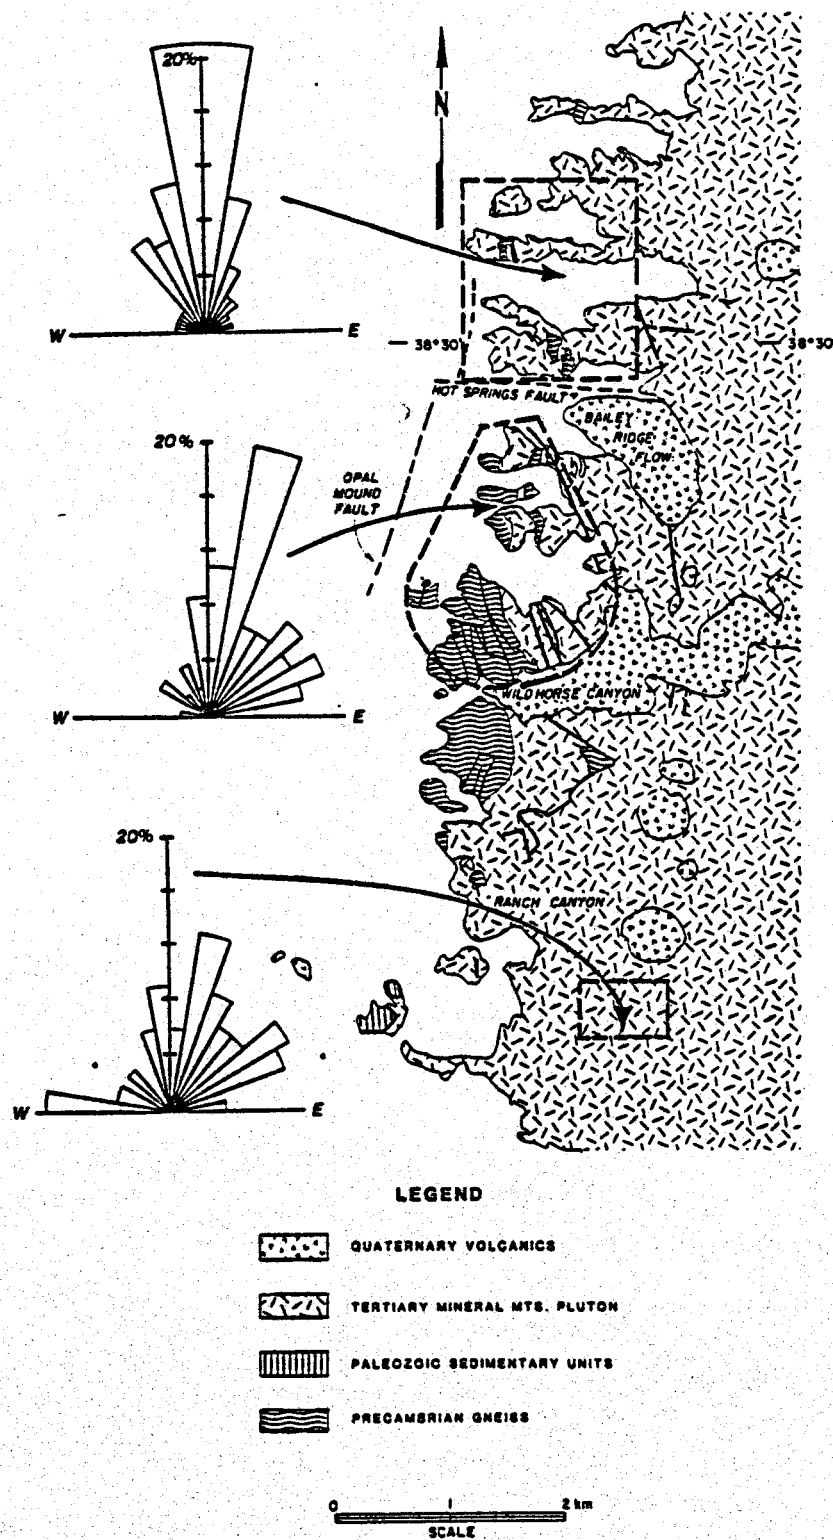 20%
N
W
E
38°30'
38°30
HOT SPRINGS FAULT
BAILEY
RIDGE
FLOW
20%
OPAL
MOUND
FAULT
W
E
WILDHORSE CANYON
20%
RANCH CANYON
W
E
LEGEND
QUATERNARY VOLCANICS
TERTIARY MINERAL MTS. PLUTON
PALEOZOIC SEDIMENTARY UNITS
PRECAMBRIAN GNEISS
0 1 2 km
SCALE